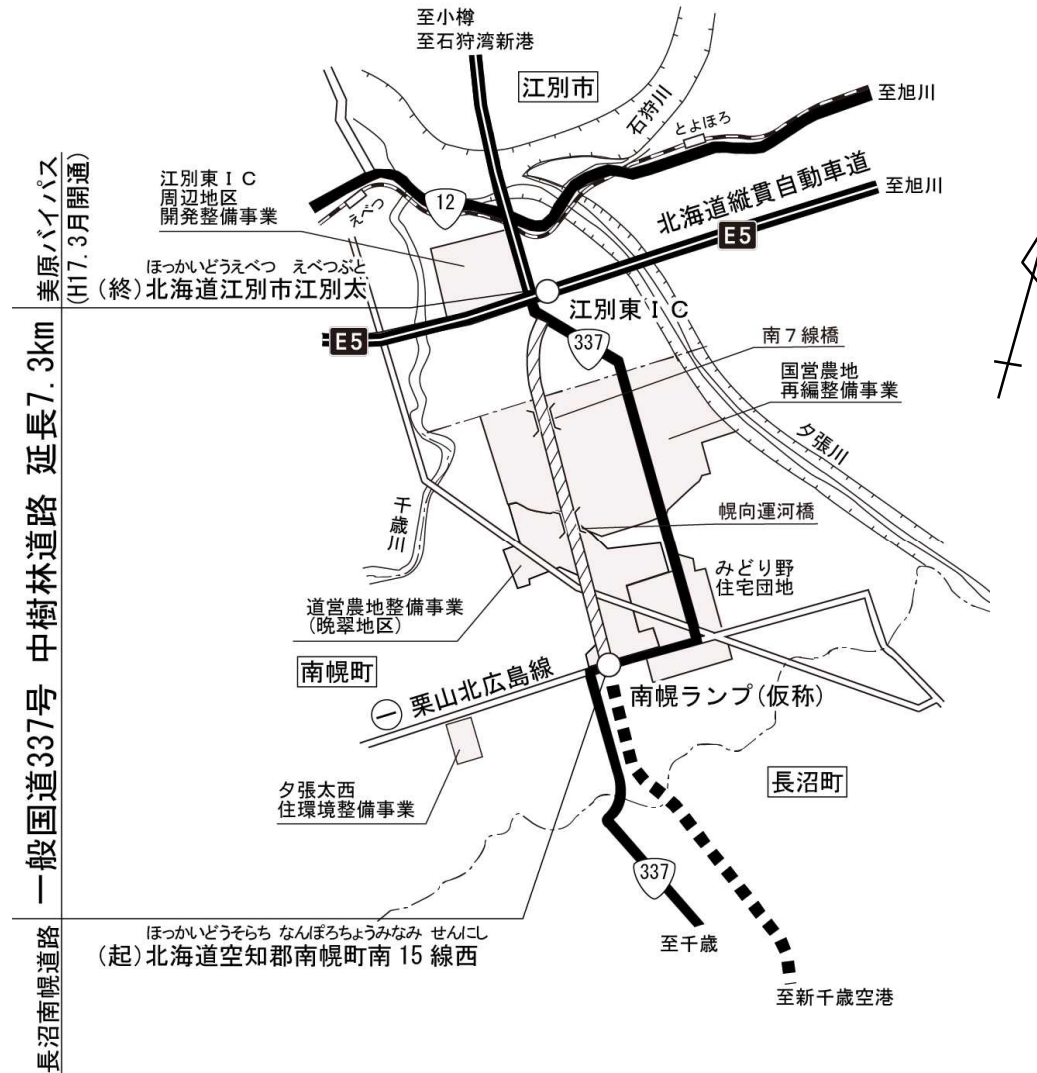 至小樽
至石狩湾新港
江別市
石狩川
とよほろ
至旭川
北海道縦貫自動車道
至旭川
E5
江別東IC
周辺地区
開発整備事業
えべつ
12
美原バイパス
(H17.3月開通)
ほっかいどうえべつ えべつぶと
(終)北海道江別市江別太
E5
江別東IC
337
南7線橋
国営農地
再編整備事業
夕張川
千歳川
幌向運河橋
みどり野
住宅団地
道営農地整備事業
(晩翠地区)
南幌町
一 栗山北広島線
南幌ランプ(仮称)
夕張太西
住環境整備事業
長沼町
一般国道337号 中樹林道路 延長7.3km
337
ほっかいどうそらち なんぽろちょうみなみ せんにし
(起)北海道空知郡南幌町南15線西
至千歳
至新千歳空港
長沼南幌道路